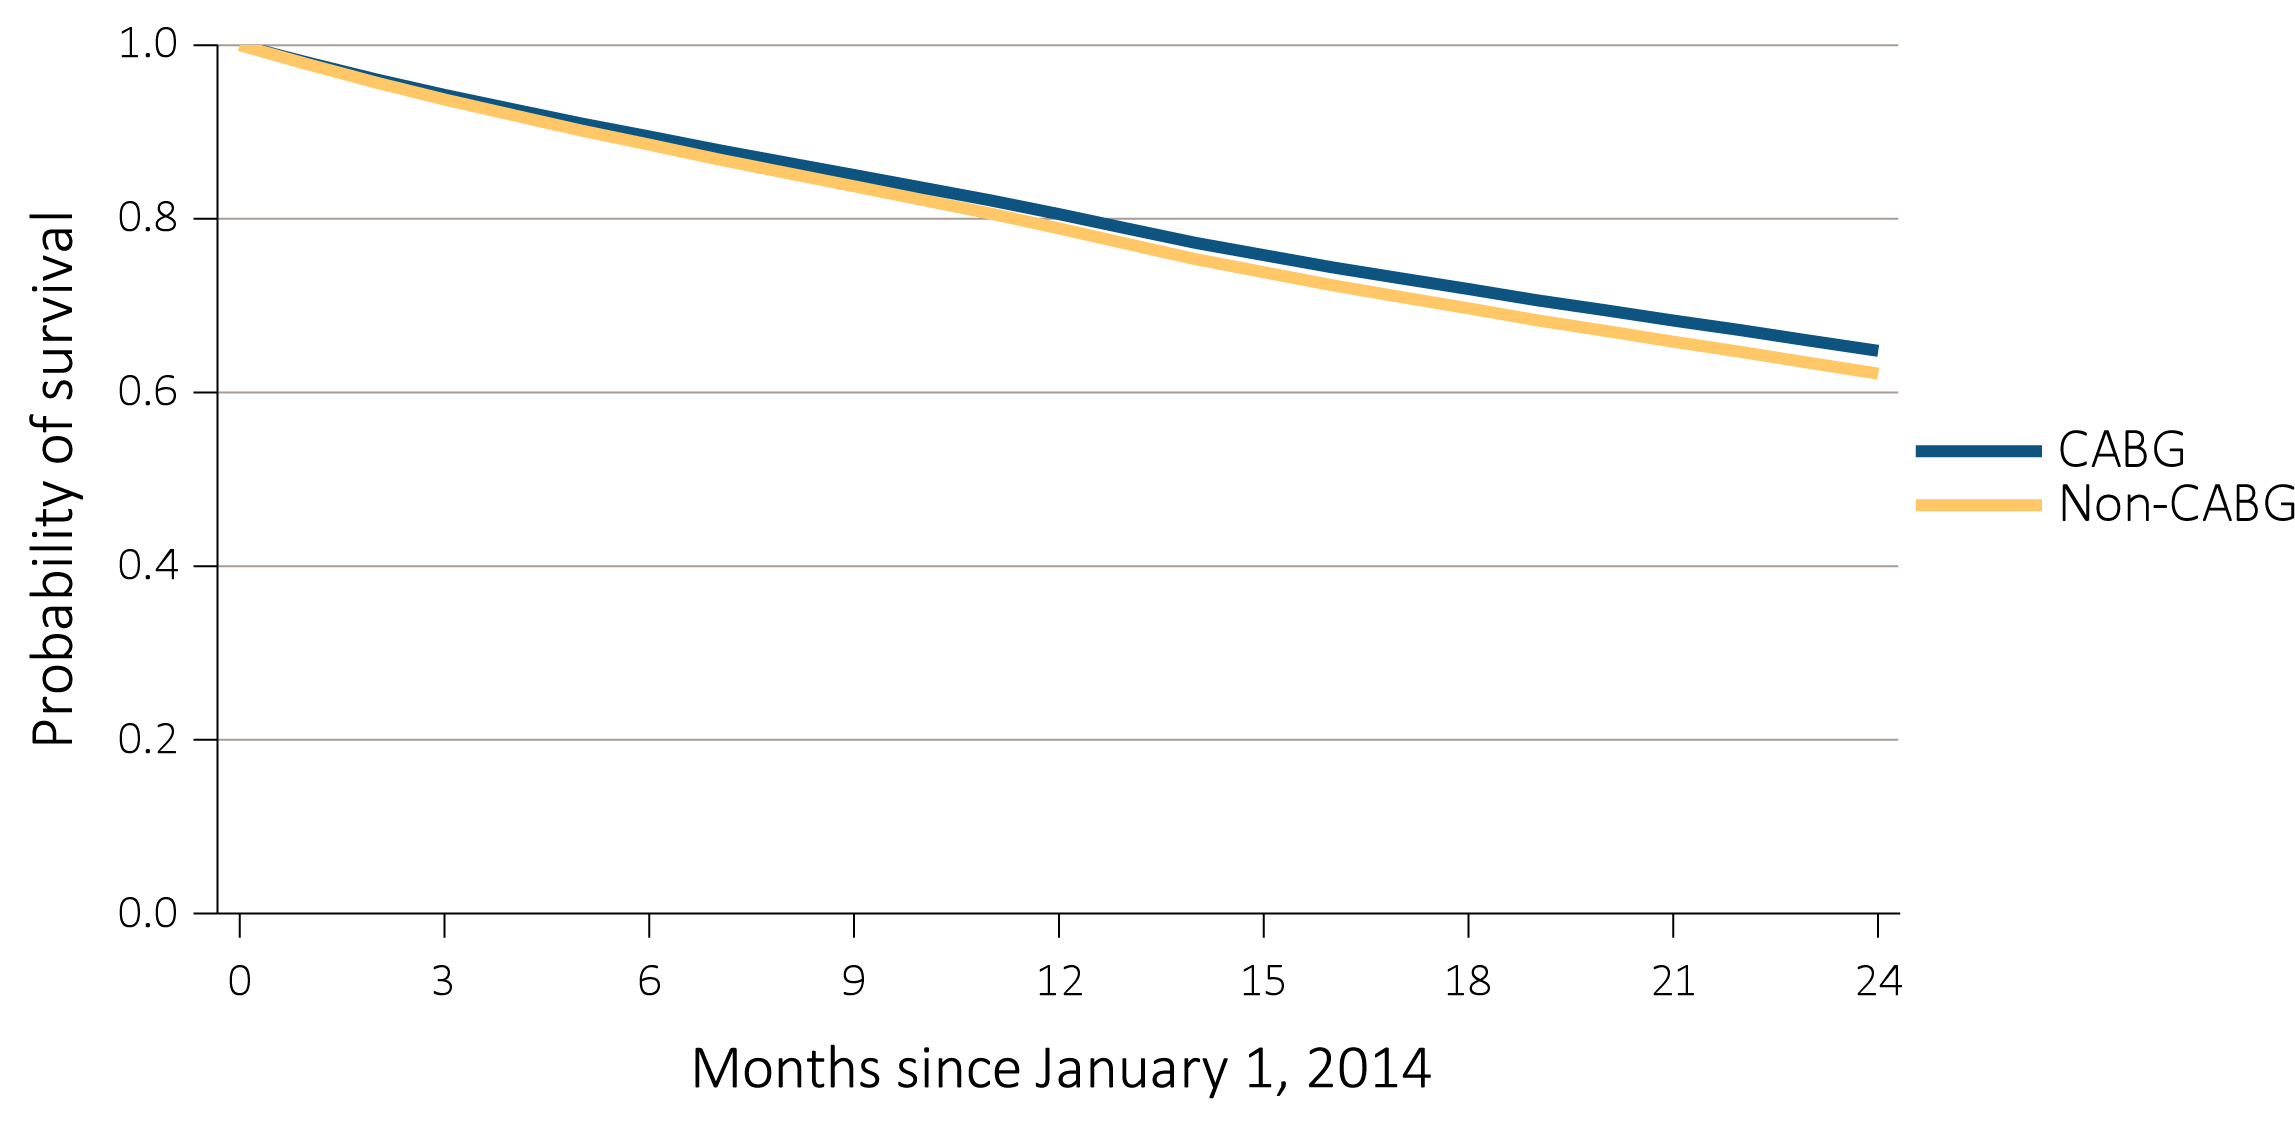 Probability of survival
1.0
0.8
0.6
0.4
0.2
0.0
0 3 6 9 12 15 18 21 24
Months since January 1, 2014
CABG
Non-CABG